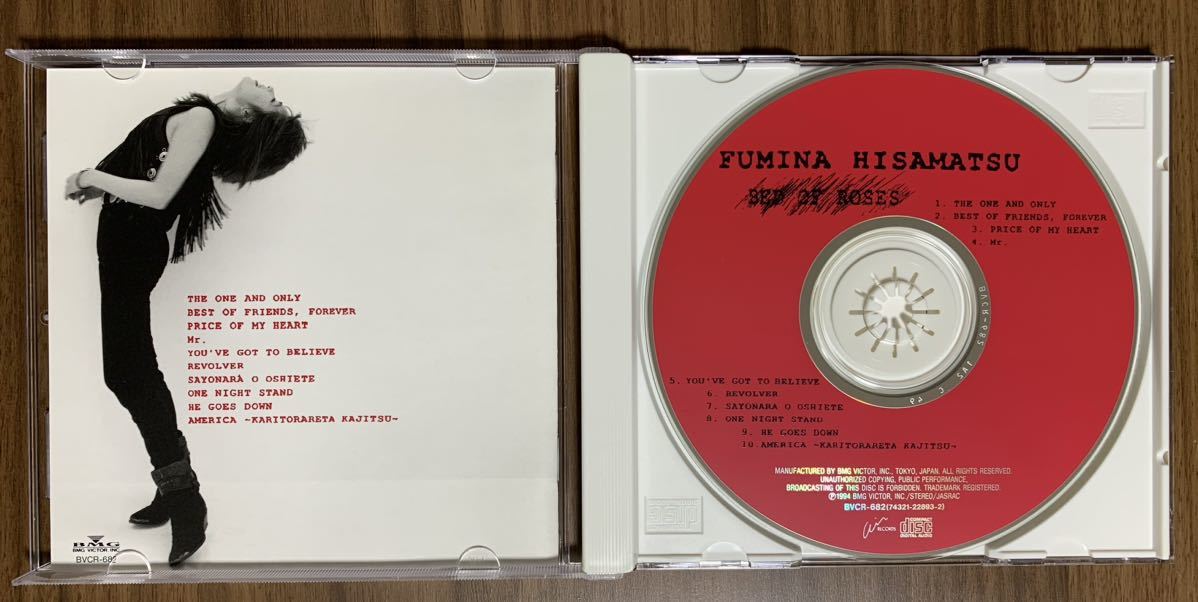 THE ONE AND ONLY
BEST OF FRIENDS, FOREVER
PRICE OF MY HEART
Mr.
YOU'VE GOT TO BELIEVE
REVOLVER
SAYONARA O OSHIETE
ONE NIGHT STAND
HE GOES DOWN
AMERICA ~KARITORARETA KAJITSU~
BMG
BMG VICTOR, INC.
BVCR-682
FUMINA HISAMATSU
BED OF ROSES
1. THE ONE AND ONLY
2. BEST OF FRIENDS, FOREVER
3. PRICE OF MY HEART
4. Mr.
BVCR-682
5. YOU'VE GOT TO BELIEVE
6. REVOLVER
7. SAYONARA O OSHIETE
8. ONE NIGHT STAND
9. HE GOES DOWN
10. AMERICA ~KARITORARETA KAJITSU~
MANUFACTURED BY BMG VICTOR, INC., TOKYO, JAPAN. ALL RIGHTS RESERVED.
UNAUTHORIZED COPYING, PUBLIC PERFORMANCE,
BROADCASTING OF THIS DISC IS FORBIDDEN. TRADEMARK REGISTERED.
℗1994 BMG VICTOR, INC./STEREO/JASRAC
BVCR-682(74321-22893-2)
RECORDS
COMPACT
disc
DIGITAL AUDIO